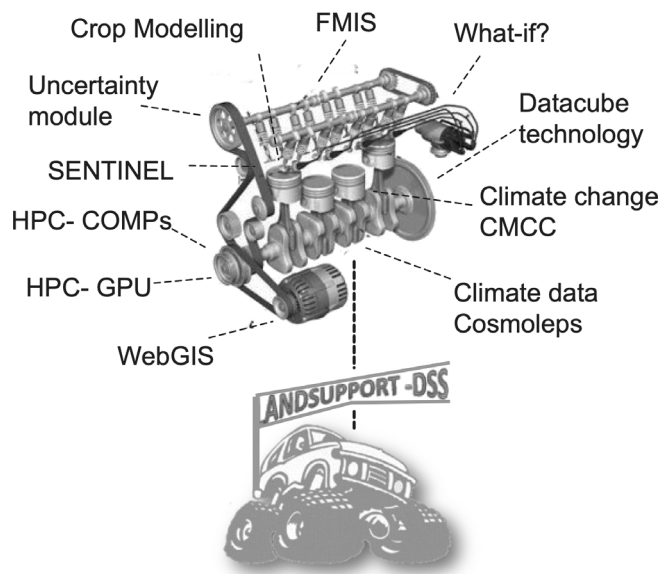 Crop Modelling
FMIS
What-if?
Uncertainty
module
Datacube
technology
SENTINEL
Climate change
CMCC
HPC- COMPs
HPC- GPU
Climate data
Cosmoleps
WebGIS
ANDSUPPORT -DSS